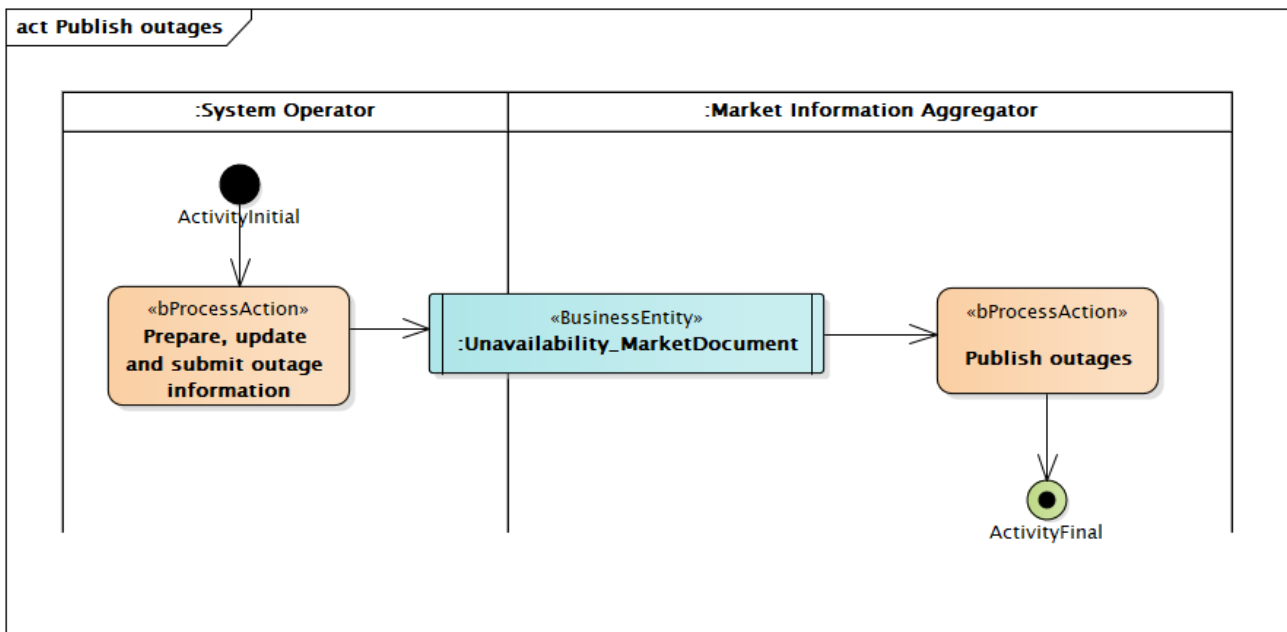 act Publish outages
:System Operator
:Market Information Aggregator
ActivityInitial
«bProcessAction»
Prepare, update
and submit outage
information
«BusinessEntity»
:Unavailability_MarketDocument
«bProcessAction»
Publish outages
ActivityFinal